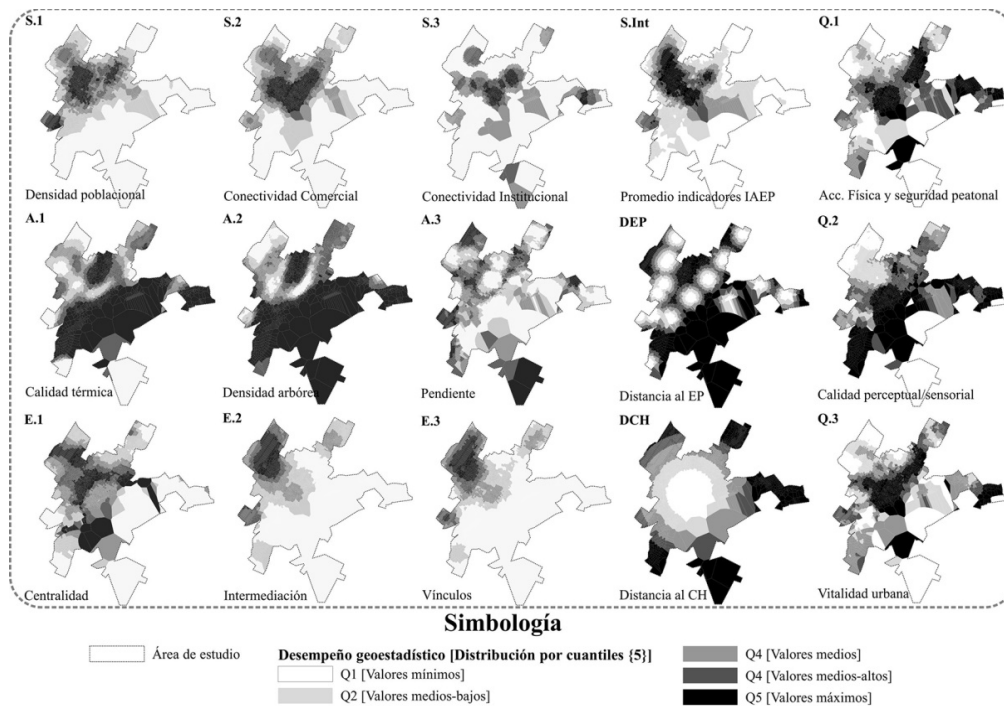 S.1
S.2
S.3
S.Int
Q.1
Densidad poblacional
Conectividad Comercial
Conectividad Institucional
Promedio indicadores IAEP
Acc. Física y seguridad peatonal
A.1
A.2
A.3
DEP
Q.2
Calidad térmica
Densidad arbórea
Pendiente
Distancia al EP
Calidad perceptual/sensorial
E.1
E.2
E.3
DCH
Q.3
Centralidad
Intermediación
Vínculos
Distancia al CH
Vitalidad urbana
Simbología
Área de estudio
Desempeño geoestadístico [Distribución por cuantiles {5}]
Q1 [Valores mínimos]
Q2 [Valores medios-bajos]
Q4 [Valores medios]
Q4 [Valores medios-altos]
Q5 [Valores máximos]